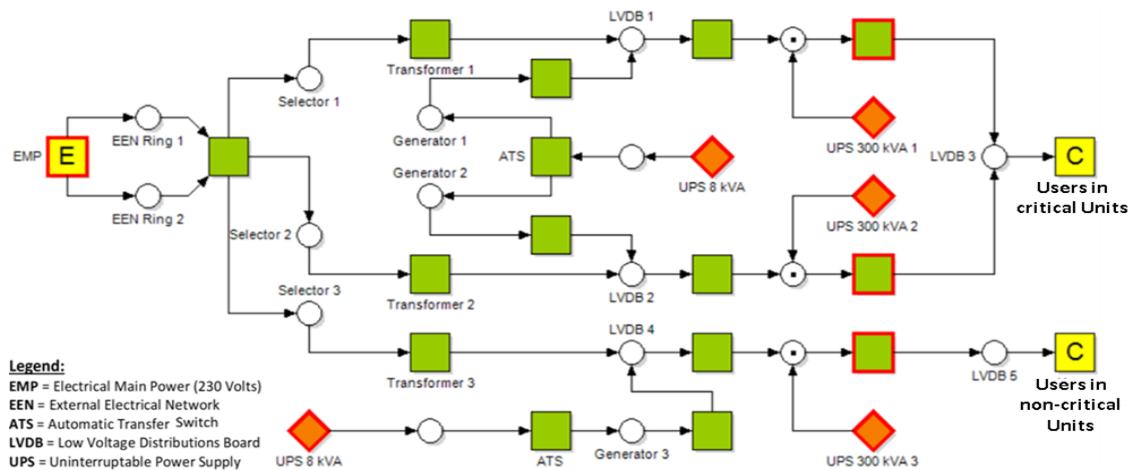 LVDB 1
Transformer 1
Selector 1
EEN Ring 1
Generator 1
UPS 300 kVA 1
EMP
E
ATS
UPS 8 kVA
LVDB 3
C
Users in
critical Units
Generator 2
EEN Ring 2
Selector 2
UPS 300 kVA 2
Selector 3
Transformer 2
LVDB 2
LVDB 4
Transformer 3
LVDB 5
C
Users in
non-critical
Units
UPS 8 kVA
ATS
Generator 3
UPS 300 kVA 3
Legend:
EMP = Electrical Main Power (230 Volts)
EEN = External Electrical Network
ATS = Automatic Transfer Switch
LVDB = Low Voltage Distributions Board
UPS = Uninterruptable Power Supply